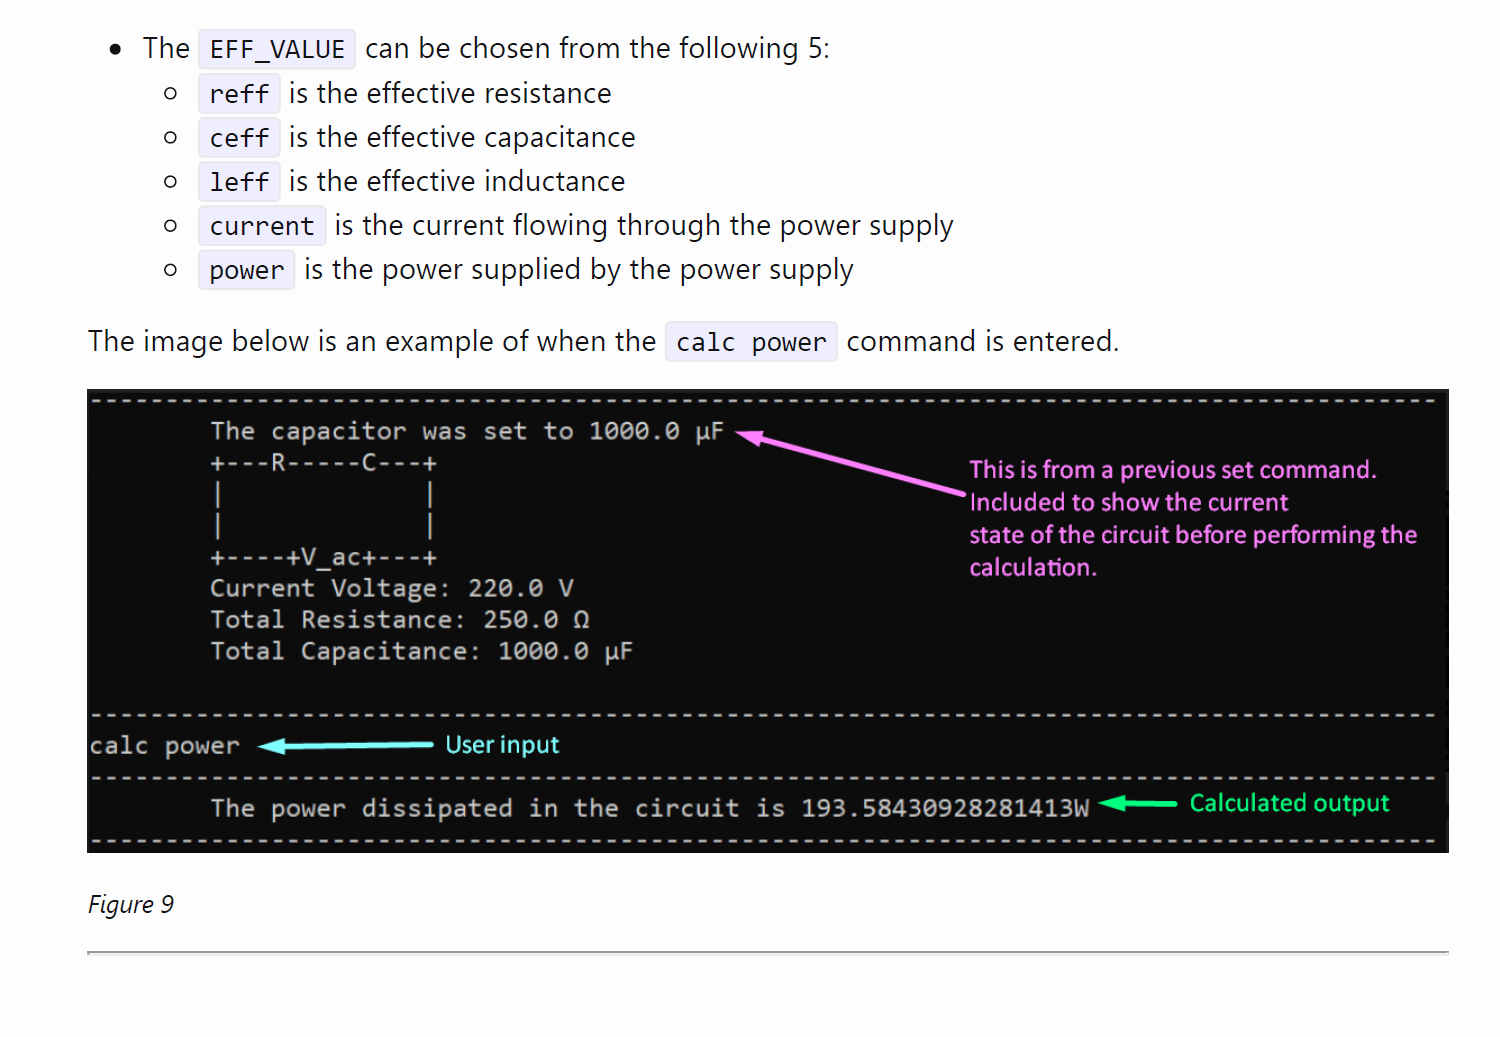 The EFF_VALUE can be chosen from the following 5:
reff is the effective resistance
ceff is the effective capacitance
leff is the effective inductance
current is the current flowing through the power supply
power is the power supplied by the power supply
The image below is an example of when the calc power command is entered.
------------------------------------------------------------------------------------------
The capacitor was set to 1000.0 µF
+---R-----C---+
|             |
|             |
+----+V_ac+---+
Current Voltage: 220.0 V
Total Resistance: 250.0 Ω
Total Capacitance: 1000.0 µF
This is from a previous set command.
Included to show the current
state of the circuit before performing the
calculation.
------------------------------------------------------------------------------------------
calc power
User input
------------------------------------------------------------------------------------------
The power dissipated in the circuit is 193.58430928281413W
Calculated output
------------------------------------------------------------------------------------------
Figure 9